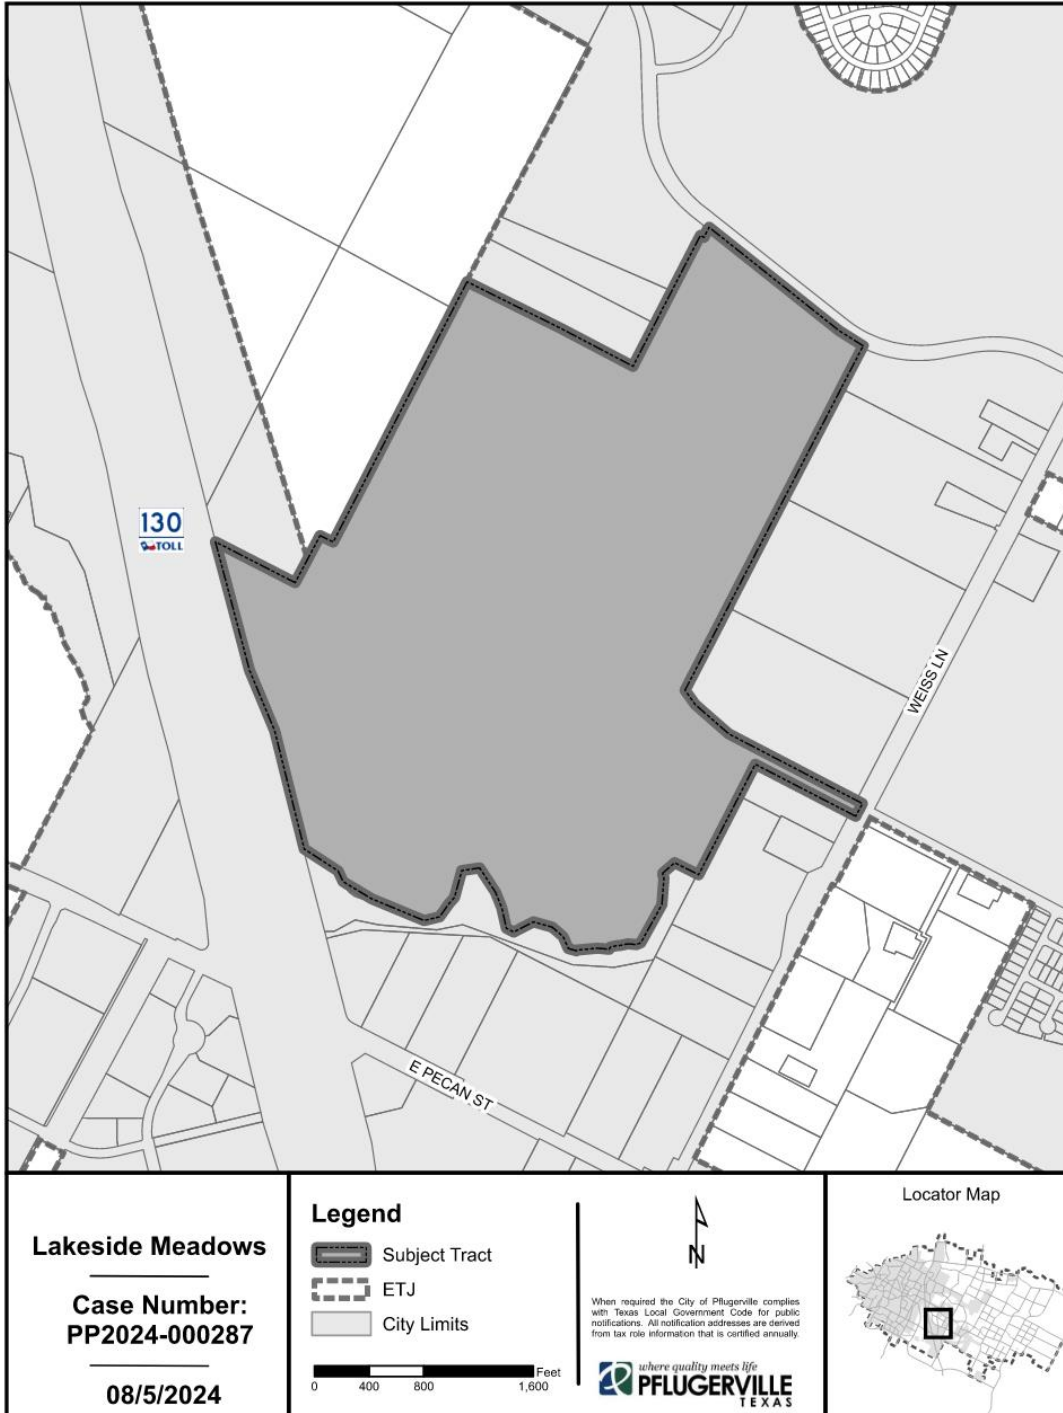 130
TOLL
WEISS LN
E PECAN ST
Lakeside Meadows
Case Number:
PP2024-000287
08/5/2024
Legend
Subject Tract
ETJ
City Limits
Feet
0 400 800 1,600
N
When required the City of Pflugerville complies
with Texas Local Government Code for public
notifications. All notification addresses are derived
from tax role information that is certified annually.
where quality meets life
PFLUGERVILLE
TEXAS
Locator Map